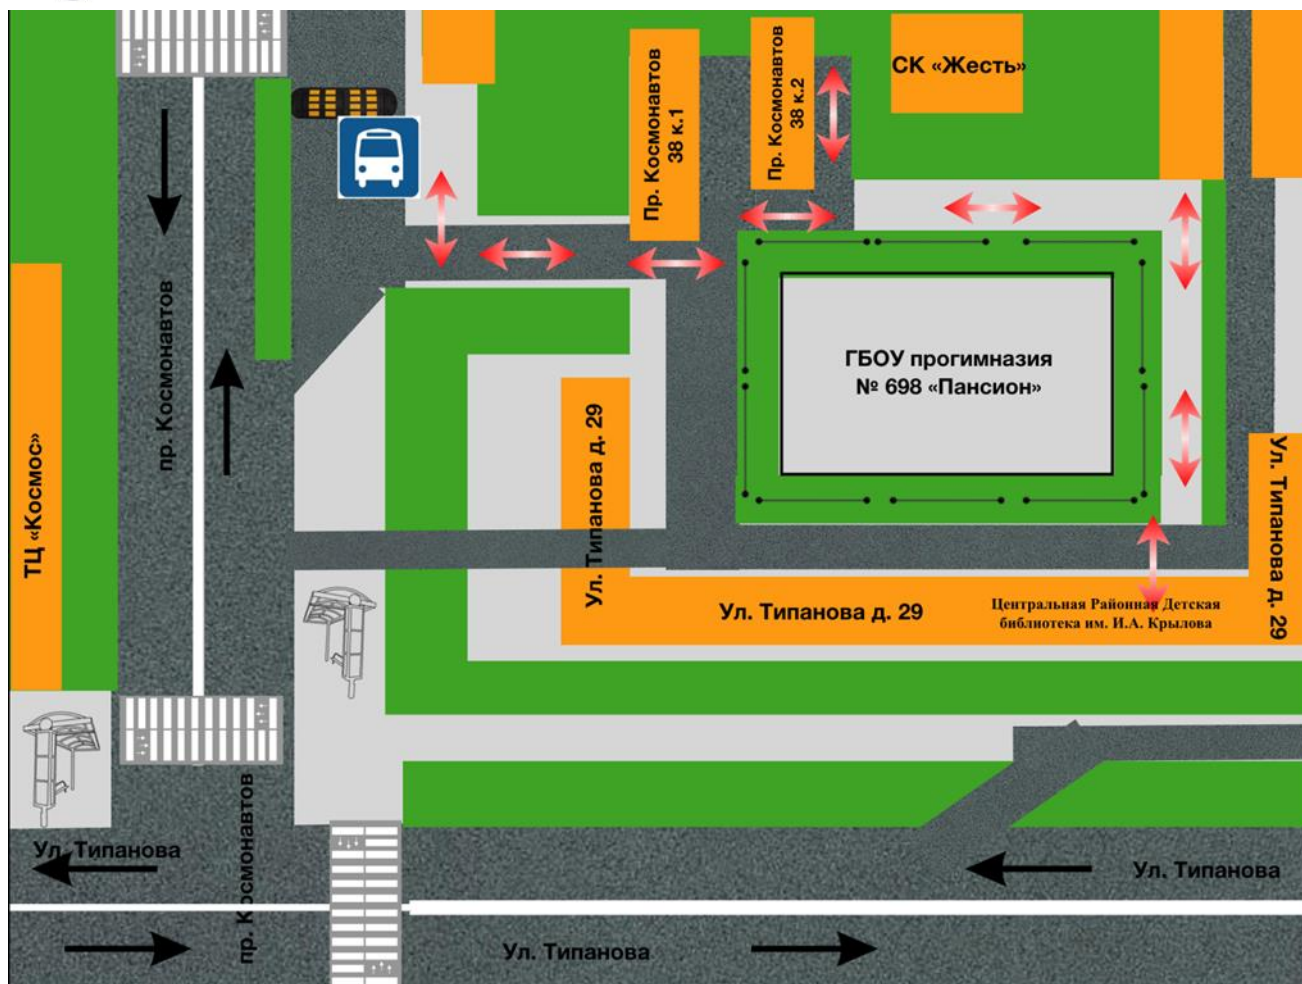 СК «Жесть»
Пр. Космонавтов
38 к.1
Пр. Космонавтов
38 к.2
пр. Космонавтов
ГБОУ прогимназия
№ 698 «Пансион»
ТЦ «Космос»
Ул. Типанова д. 29
Ул. Типанова д. 29
Центральная Районная Детская
библиотека им. И.А. Крылова
Ул. Типанова д. 29
Ул. Типанова
пр. Космонавтов
Ул. Типанова
Ул. Типанова